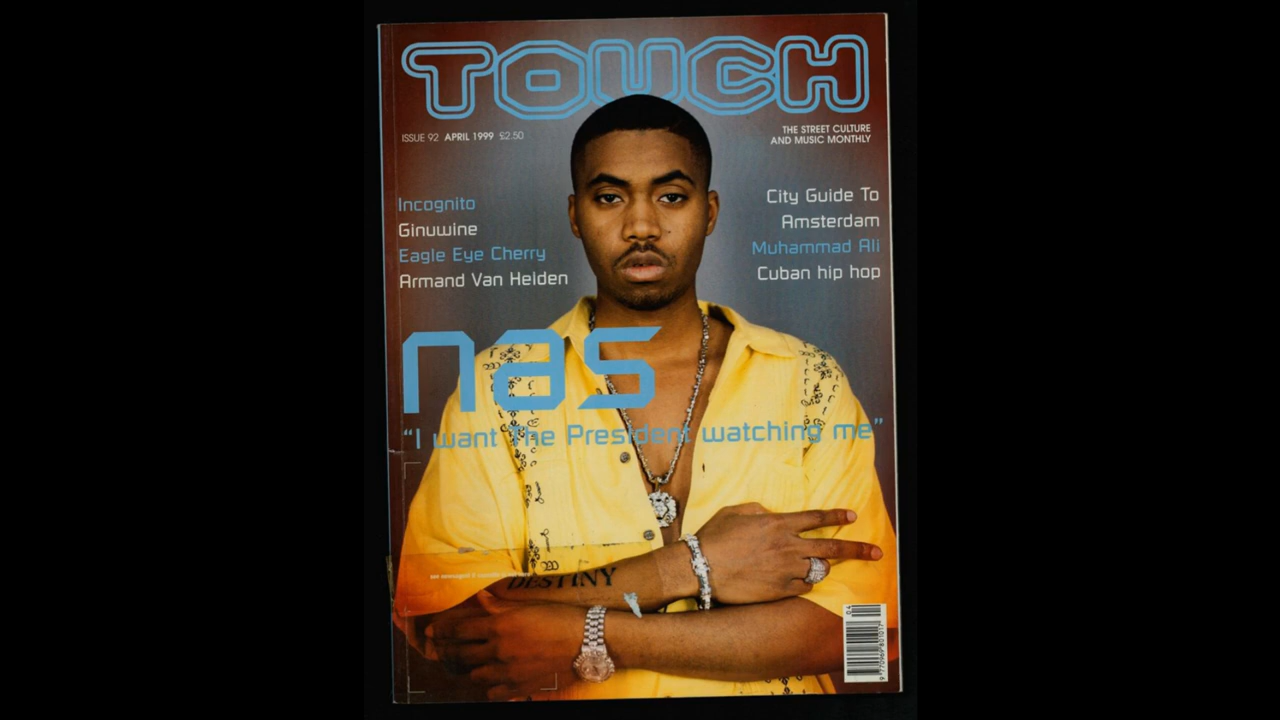 TOUCH
ISSUE 92 APRIL 1999 £2.50
THE STREET CULTURE
AND MUSIC MONTHLY
Incognito
Ginuwine
Eagle Eye Cherry
Armand Van Helden
City Guide To
Amsterdam
Muhammad Ali
Cuban hip hop
nas
“I want The President watching me”
DESTINY
04